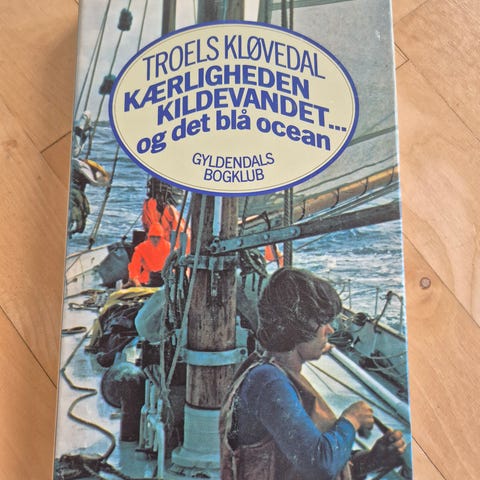 TROELS KLØVEDAL
KÆRLIGHEDEN
KILDEVANDET...
og det blå ocean
GYLDENDALS
BOGKLUB